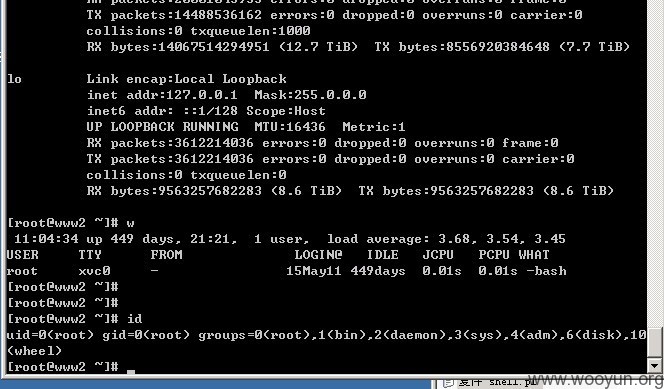 TX packets:14488536162 errors:0 dropped:0 overruns:0 carrier:0
collisions:0 txqueuelen:1000
RX bytes:14067514294951 (12.7 TiB)  TX bytes:8556920384648 (7.7 TiB)
lo        Link encap:Local Loopback
inet addr:127.0.0.1  Mask:255.0.0.0
inet6 addr: ::1/128 Scope:Host
UP LOOPBACK RUNNING  MTU:16436  Metric:1
RX packets:3612214036 errors:0 dropped:0 overruns:0 frame:0
TX packets:3612214036 errors:0 dropped:0 overruns:0 carrier:0
collisions:0 txqueuelen:0
RX bytes:9563257682283 (8.6 TiB)  TX bytes:9563257682283 (8.6 TiB)
[root@www2 ~]# w
11:04:34 up 449 days, 21:21,  1 user,  load average: 3.68, 3.54, 3.45
USER     TTY      FROM              LOGIN@   IDLE   JCPU   PCPU WHAT
root     xvc0     -                15May11 449days  0.01s  0.01s -bash
[root@www2 ~]#
[root@www2 ~]#
[root@www2 ~]# id
uid=0(root) gid=0(root) groups=0(root),1(bin),2(daemon),3(sys),4(adm),6(disk),10
(wheel)
[root@www2 ~]#
www.wooyun.org